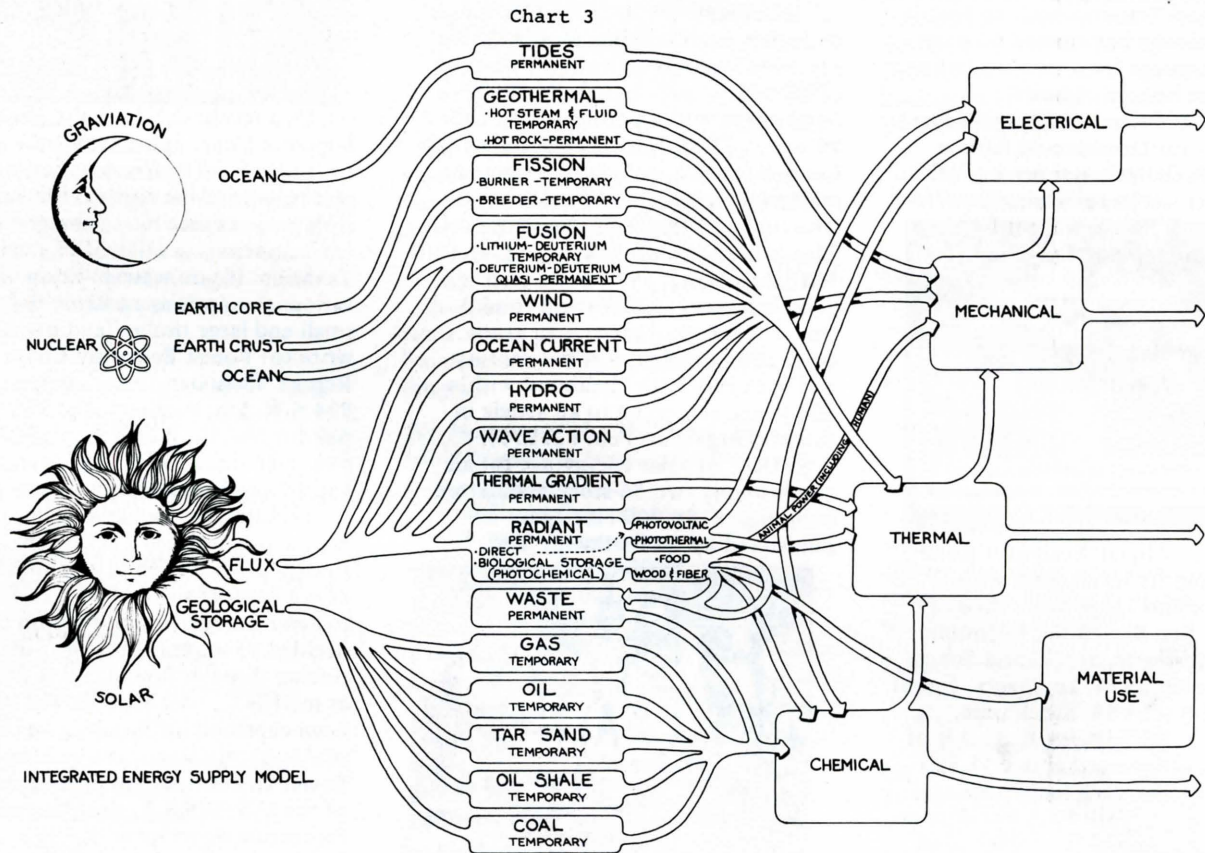 Chart 3
GRAVIATION
OCEAN
EARTH CORE
NUCLEAR
EARTH CRUST
OCEAN
FLUX
GEOLOGICAL
STORAGE
SOLAR
INTEGRATED ENERGY SUPPLY MODEL
TIDES
PERMANENT
GEOTHERMAL
·HOT STEAM & FLUID
TEMPORARY
·HOT ROCK-PERMANENT
FISSION
·BURNER-TEMPORARY
·BREEDER-TEMPORARY
FUSION
·LITHIUM-DEUTERIUM
TEMPORARY
·DEUTERIUM-DEUTERIUM
QUASI-PERMANENT
WIND
PERMANENT
OCEAN CURRENT
PERMANENT
HYDRO
PERMANENT
WAVE ACTION
PERMANENT
THERMAL GRADIENT
PERMANENT
RADIANT
PERMANENT
·DIRECT
·BIOLOGICAL STORAGE
(PHOTOCHEMICAL)
·PHOTOVOLTAIC
·PHOTOTHERMAL
·FOOD
WOOD & FIBER
WASTE
PERMANENT
GAS
TEMPORARY
OIL
TEMPORARY
TAR SAND
TEMPORARY
OIL SHALE
TEMPORARY
COAL
TEMPORARY
ANIMAL POWER (INCLUDING HUMAN)
ELECTRICAL
MECHANICAL
THERMAL
MATERIAL
USE
CHEMICAL